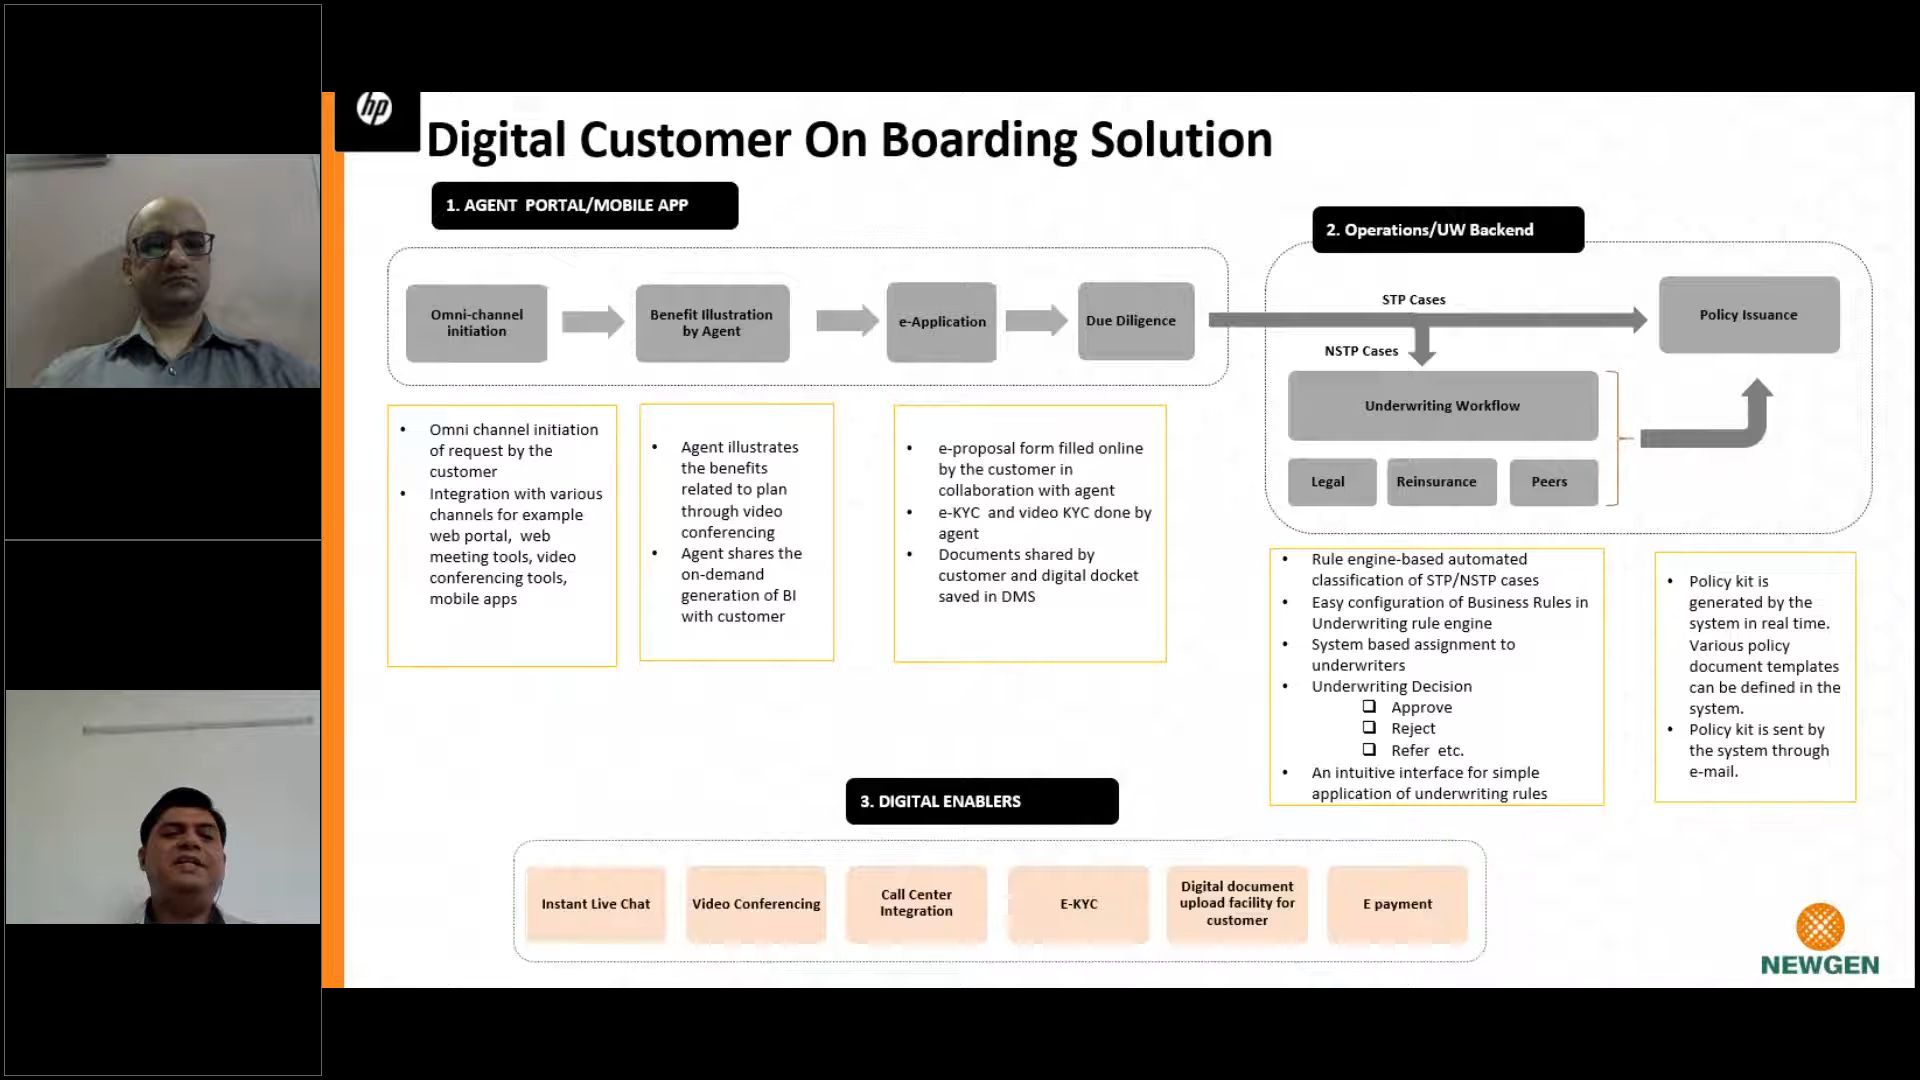 hp
Digital Customer On Boarding Solution
1. AGENT PORTAL/MOBILE APP
2. Operations/UW Backend
Omni-channel
initiation
Benefit Illustration
by Agent
e-Application
Due Diligence
STP Cases
NSTP Cases
Policy Issuance
Underwriting Workflow
Legal
Reinsurance
Peers
• Omni channel initiation
of request by the
customer
• Integration with various
channels for example
web portal, web
meeting tools, video
conferencing tools,
mobile apps
• Agent illustrates
the benefits
related to plan
through video
conferencing
• Agent shares the
on-demand
generation of BI
with customer
• e-proposal form filled online
by the customer in
collaboration with agent
• e-KYC and video KYC done by
agent
• Documents shared by
customer and digital docket
saved in DMS
• Rule engine-based automated
classification of STP/NSTP cases
• Easy configuration of Business Rules in
Underwriting rule engine
• System based assignment to
underwriters
• Underwriting Decision
❑ Approve
❑ Reject
❑ Refer etc.
• An intuitive interface for simple
application of underwriting rules
• Policy kit is
generated by the
system in real time.
Various policy
document templates
can be defined in the
system.
• Policy kit is sent by
the system through
e-mail.
3. DIGITAL ENABLERS
Instant Live Chat
Video Conferencing
Call Center
Integration
E-KYC
Digital document
upload facility for
customer
E payment
NEWGEN